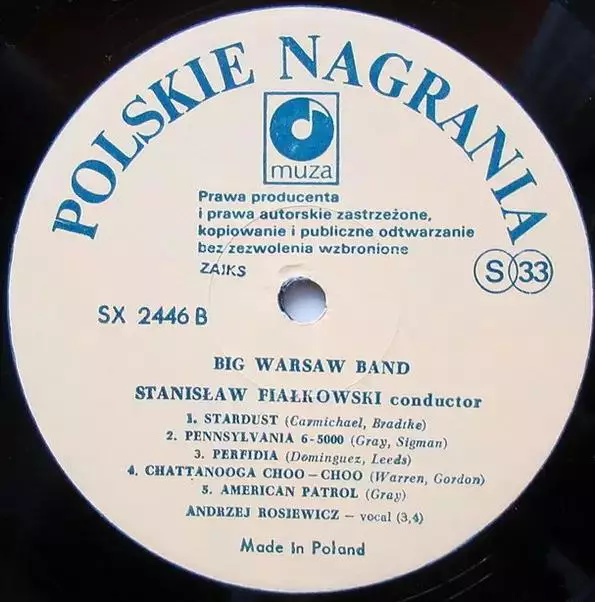 POLSKIE NAGRANIA
muza
Prawa producenta
i prawa autorskie zastrzeżone,
kopiowanie i publiczne odtwarzanie
bez zezwolenia wzbronione
ZAIKS
S 33
SX 2446 B
BIG WARSAW BAND
STANISŁAW FIAŁKOWSKI conductor
1. STARDUST (Carmichael, Bradtke)
2. PENNSYLVANIA 6-5000 (Gray, Sigman)
3. PERFIDIA (Dominguez, Leeds)
4. CHATTANOOGA CHOO – CHOO (Warren, Gordon)
5. AMERICAN PATROL (Gray)
ANDRZEJ ROSIEWICZ – vocal (3,4)
Made in Poland